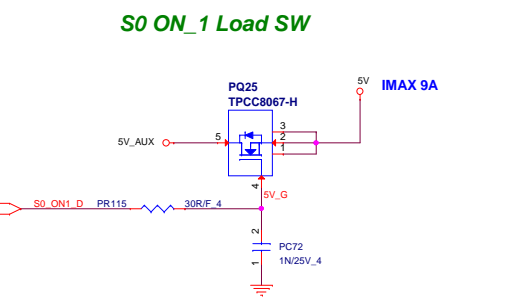 S0 ON_1 Load SW
PQ25
TPCC8067-H
5V
IMAX 9A
5V_AUX
5
3
2
1
4
5V_G
S0_ON1_D
PR115
30R/F_4
2
PC72
1
1N/25V_4